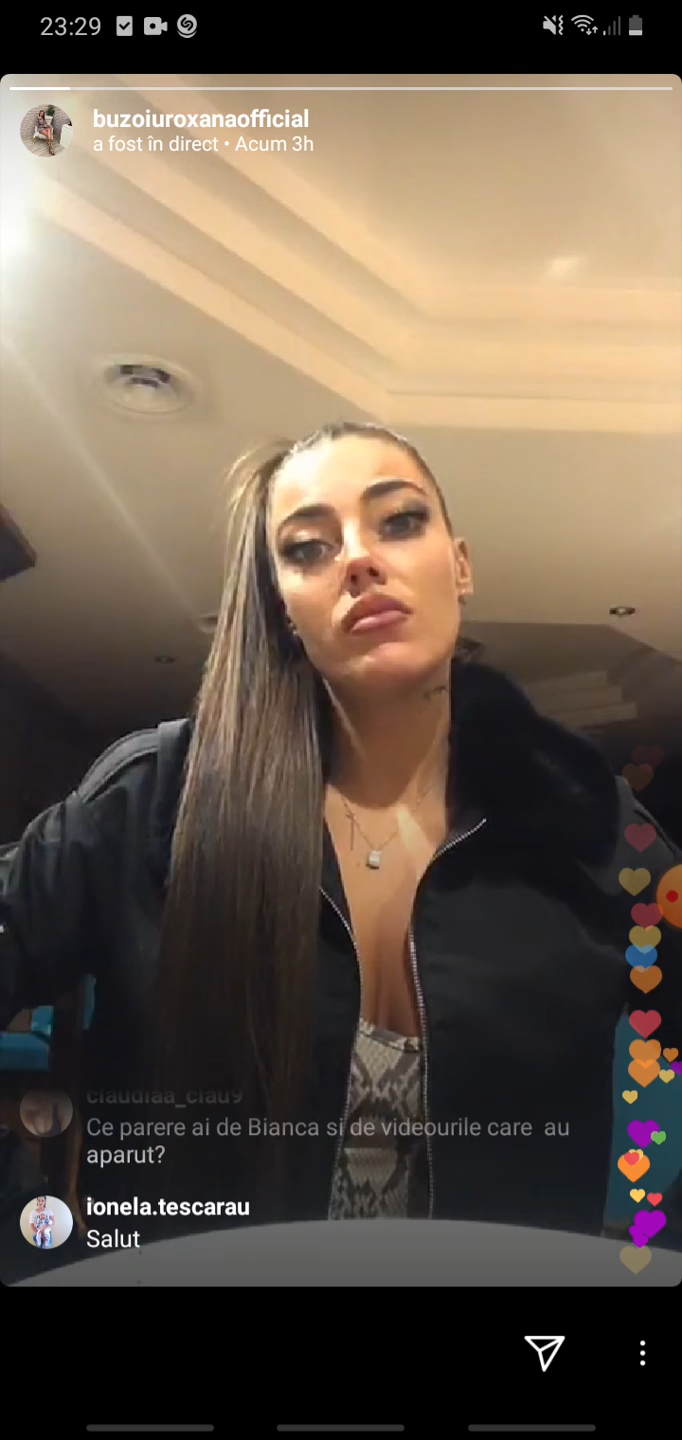 23:29
buzoiuroxanaofficial
a fost în direct • Acum 3h
claudiaa_clau9
Ce parere ai de Bianca si de videourile care au
aparut?
ionela.tescarau
Salut